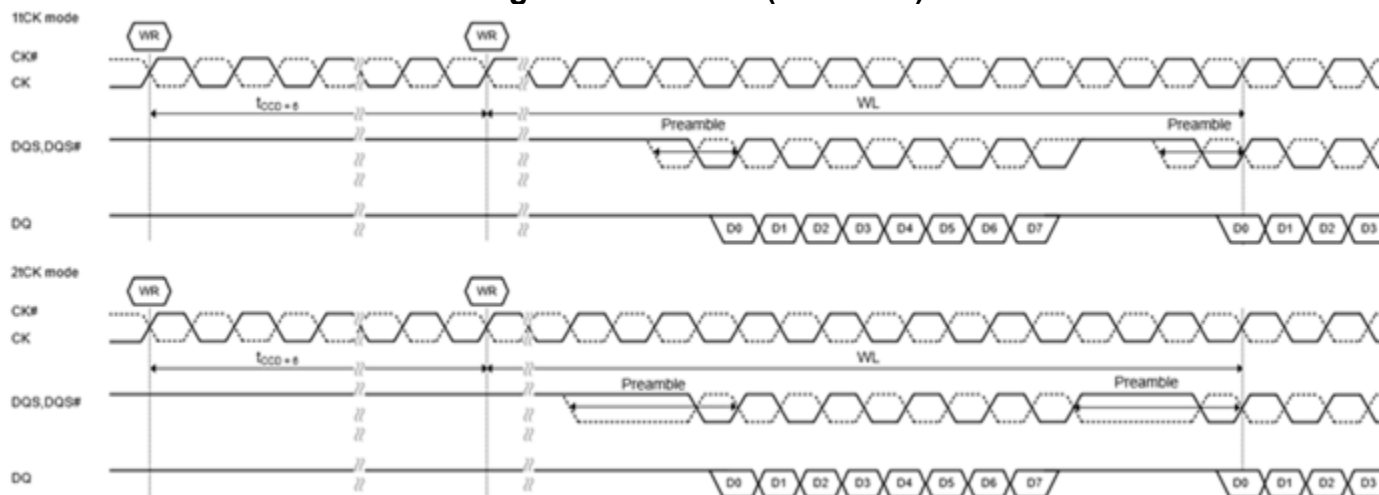 1tCK mode
WR WR
CK#
CK
tCCD = 6 WL
Preamble Preamble
DQS,DQS#
DQ D0 D1 D2 D3 D4 D5 D6 D7 D0 D1 D2 D3
2tCK mode
WR WR
CK#
CK
tCCD = 6 WL
Preamble Preamble
DQS,DQS#
DQ D0 D1 D2 D3 D4 D5 D6 D7 D0 D1 D2 D3